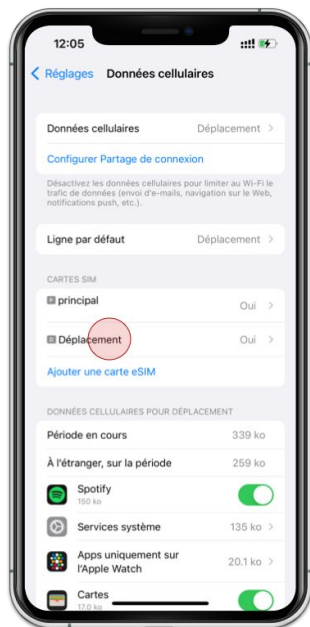 12:05
Réglages Données cellulaires
Données cellulaires Déplacement
Configurer Partage de connexion
Désactivez les données cellulaires pour limiter au Wi-Fi le
trafic de données (envoi d'e-mails, navigation sur le Web,
notifications push, etc.).
Ligne par défaut Déplacement
CARTES SIM
P principal Oui
D Déplacement Oui
Ajouter une carte eSIM
DONNÉES CELLULAIRES POUR DÉPLACEMENT
Période en cours 339 ko
À l'étranger, sur la période 259 ko
Spotify
150 ko
Services système 135 ko
Apps uniquement sur
l'Apple Watch 20.1 ko
Cartes
17.0 ko